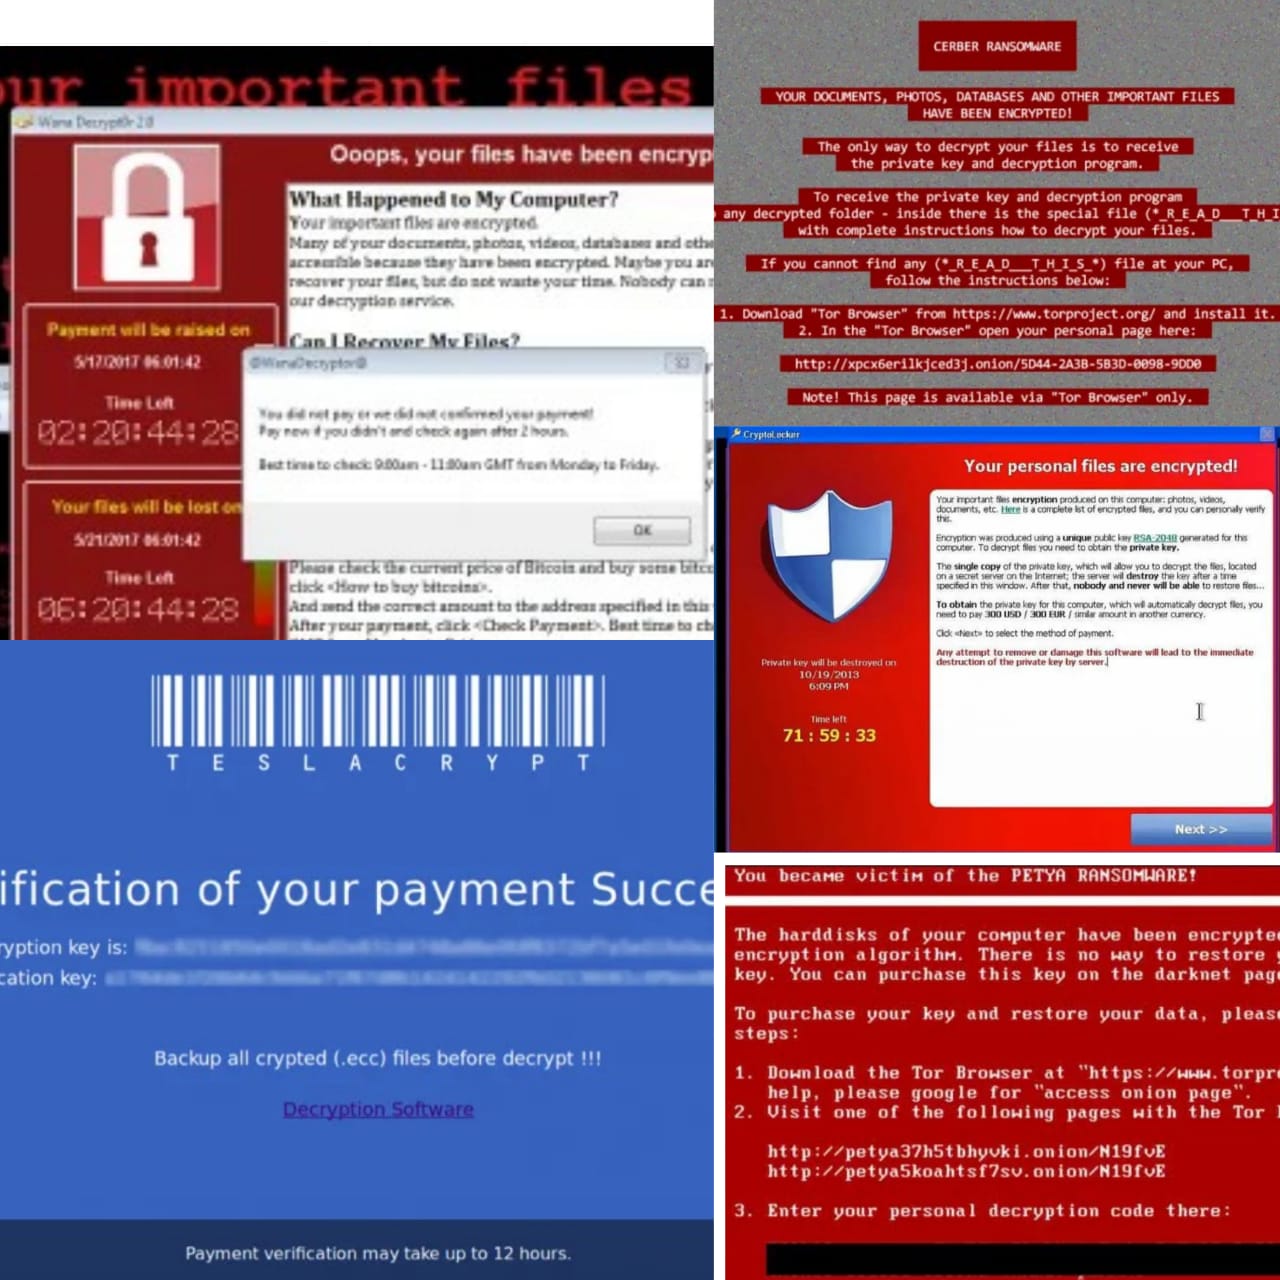 ur important files
Wana Decrypt0r 2.0
Ooops, your files have been encryp
What Happened to My Computer?
Your important files are encrypted.
Many of your documents, photos, videos, databases and othe
accessible because they have been encrypted. Maybe you are
recover your files, but do not waste your time. Nobody can
our decryption service.
Can I Recover My Files?
Payment will be raised on
5/17/2017 06:01:42
Time Left
02:20:44:28
@WanaDecryptor@
You did not pay or we did not confirmed your payment!
Pay now if you didn't and check again after 2 hours.
Best time to check: 9:00am - 11:00am GMT from Monday to Friday.
OK
Your files will be lost on
5/21/2017 06:01:42
Time Left
06:20:44:28
Please check the current price of Bitcoin and buy some bitc
click <How to buy bitcoins>.
And send the correct amount to the address specified in this
After your payment, click <Check Payment>. Best time to ch
CERBER RANSOMWARE
YOUR DOCUMENTS, PHOTOS, DATABASES AND OTHER IMPORTANT FILES
HAVE BEEN ENCRYPTED!
The only way to decrypt your files is to receive
the private key and decryption program.
To receive the private key and decryption program
any decrypted folder - inside there is the special file (*_R_E_A_D___T_H_I
with complete instructions how to decrypt your files.
If you cannot find any (*_R_E_A_D___T_H_I_S_*) file at your PC,
follow the instructions below:
1. Download "Tor Browser" from https://www.torproject.org/ and install it.
2. In the "Tor Browser" open your personal page here:
http://xpcx6erilkjced3j.onion/5D44-2A3B-5B3D-0098-9DD0
Note! This page is available via "Tor Browser" only.
CryptoLocker
Your personal files are encrypted!
Your important files encryption produced on this computer: photos, videos,
documents, etc. Here is a complete list of encrypted files, and you can personally verify
this.
Encryption was produced using a unique public key RSA-2048 generated for this
computer. To decrypt files you need to obtain the private key.
The single copy of the private key, which will allow you to decrypt the files, located
on a secret server on the Internet; the server will destroy the key after a time
specified in this window. After that, nobody and never will be able to restore files...
To obtain the private key for this computer, which will automatically decrypt files, you
need to pay 300 USD / 300 EUR / similar amount in another currency.
Click «Next» to select the method of payment.
Any attempt to remove or damage this software will lead to the immediate
destruction of the private key by server.
Private key will be destroyed on
10/19/2013
6:09 PM
Time left
71 : 59 : 33
Next >>
TESLACRYPT
ification of your payment Succe
ryption key is:
cation key:
Backup all crypted (.ecc) files before decrypt !!!
Decryption Software
Payment verification may take up to 12 hours.
You became victim of the PETYA RANSOMWARE!
The harddisks of your computer have been encrypte
encryption algorithm. There is no way to restore
key. You can purchase this key on the darknet pag
To purchase your key and restore your data, pleas
steps:
1. Download the Tor Browser at "https://www.torpr
help, please google for "access onion page".
2. Visit one of the following pages with the Tor
http://petya37h5tbhyvki.onion/N19fvE
http://petya5koahtsf7sv.onion/N19fvE
3. Enter your personal decryption code there: